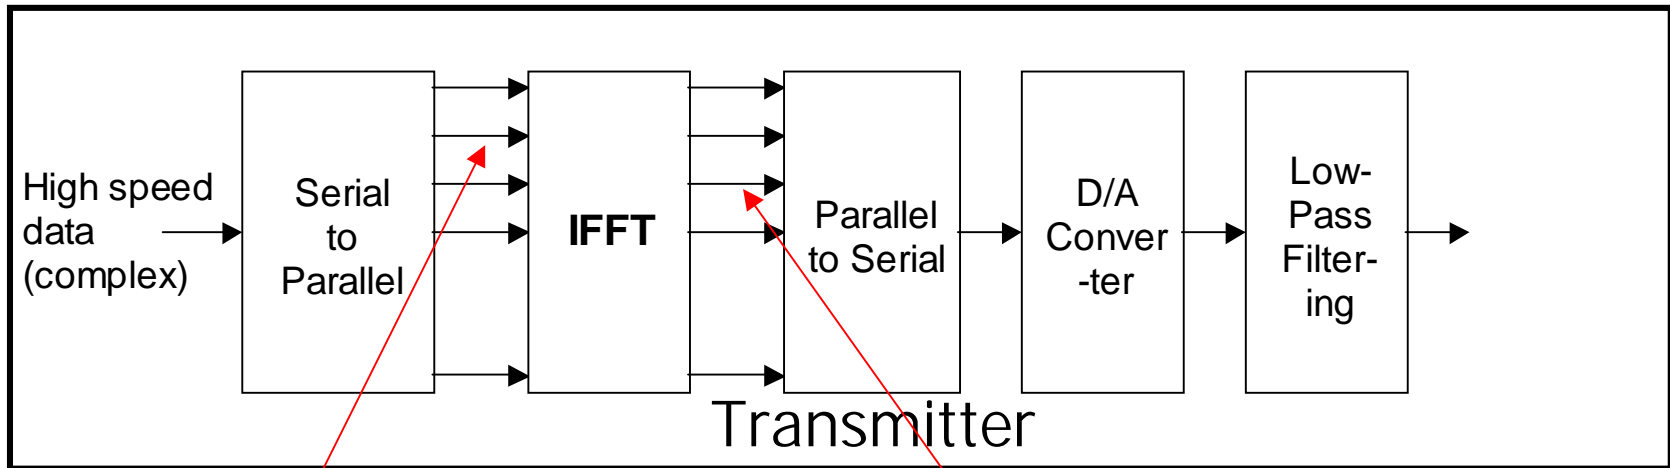 High speed
data
(complex)
Serial
to
Parallel
IFFT
Parallel
to Serial
D/A
Conver
-ter
Low-
Pass
Filter-
ing
Transmitter